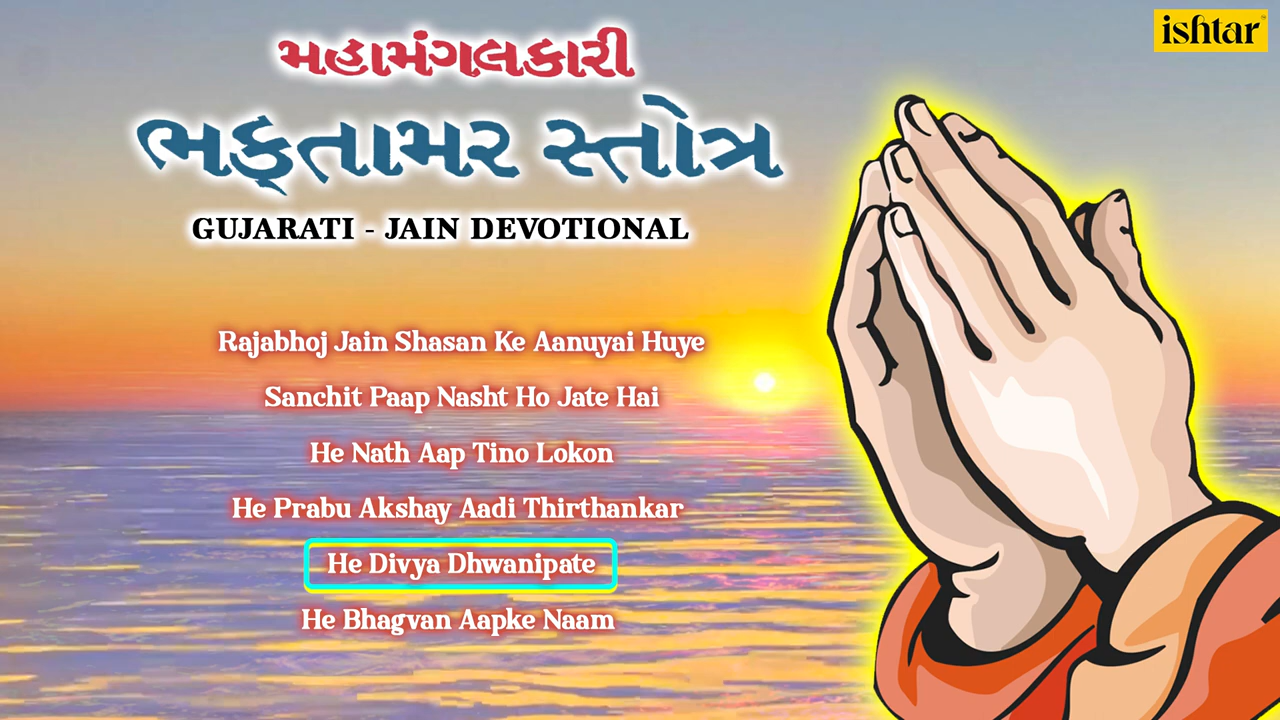 ishtar
મહામંગલકારી
ભક્તામર સ્તોત્ર
GUJARATI - JAIN DEVOTIONAL
Rajabhoj Jain Shasan Ke Aanuyai Huye
Sanchit Paap Nasht Ho Jate Hai
He Nath Aap Tino Lokon
He Prabu Akshay Aadi Thirthankar
He Divya Dhwanipate
He Bhagvan Aapke Naam